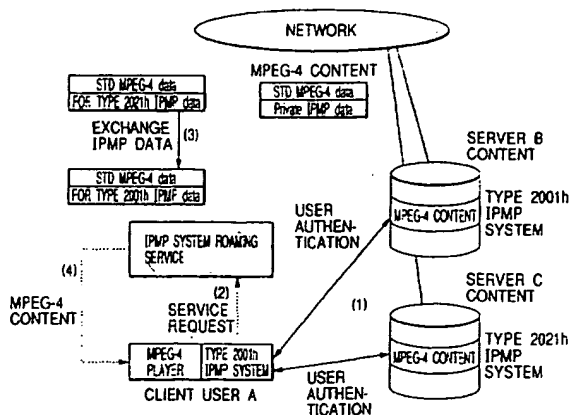 NETWORK
MPEG-4 CONTENT
STD MPEG-4 data
Private IPMP data
STD MPEG-4 data
FOR TYPE 2021h IPMP data
EXCHANGE
IPMP DATA
(3)
STD MPEG-4 data
FOR TYPE 2001h IPMP data
SERVER B
CONTENT
MPEG-4 CONTENT
TYPE 2001h
IPMP
SYSTEM
USER
AUTHEN-
TICATION
IPMP SYSTEM ROAMING
SERVICE
(4)
(2)
SERVICE
REQUEST
(1)
MPEG-4
CONTENT
SERVER C
CONTENT
MPEG-4 CONTENT
TYPE 2021h
IPMP
SYSTEM
MPEG-4
PLAYER
TYPE 2001h
IPMP SYSTEM
CLIENT USER A
USER
AUTHEN-
TICATION